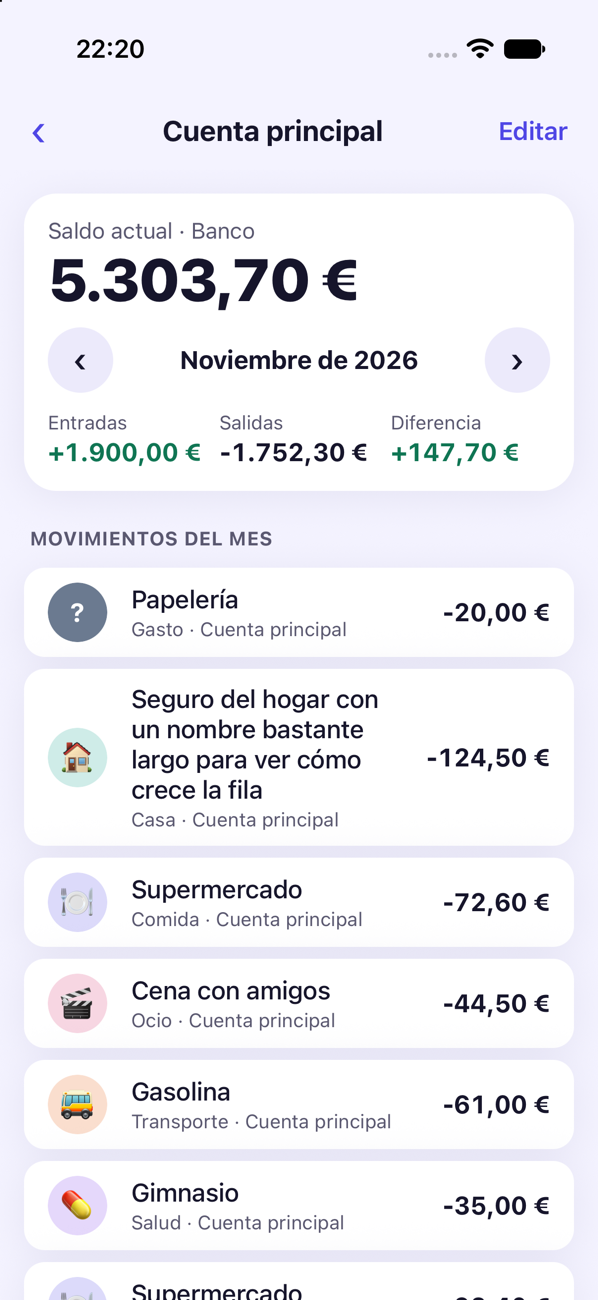 22:20
‹
Cuenta principal
Editar
Saldo actual · Banco
5.303,70 €
‹
Noviembre de 2026
›
Entradas Salidas Diferencia
+1.900,00 € -1.752,30 € +147,70 €
MOVIMIENTOS DEL MES
?
Papelería
Gasto · Cuenta principal
-20,00 €
Seguro del hogar con
un nombre bastante
largo para ver cómo
crece la fila
Casa · Cuenta principal
-124,50 €
Supermercado
Comida · Cuenta principal
-72,60 €
Cena con amigos
Ocio · Cuenta principal
-44,50 €
Gasolina
Transporte · Cuenta principal
-61,00 €
Gimnasio
Salud · Cuenta principal
-35,00 €
Supermercado